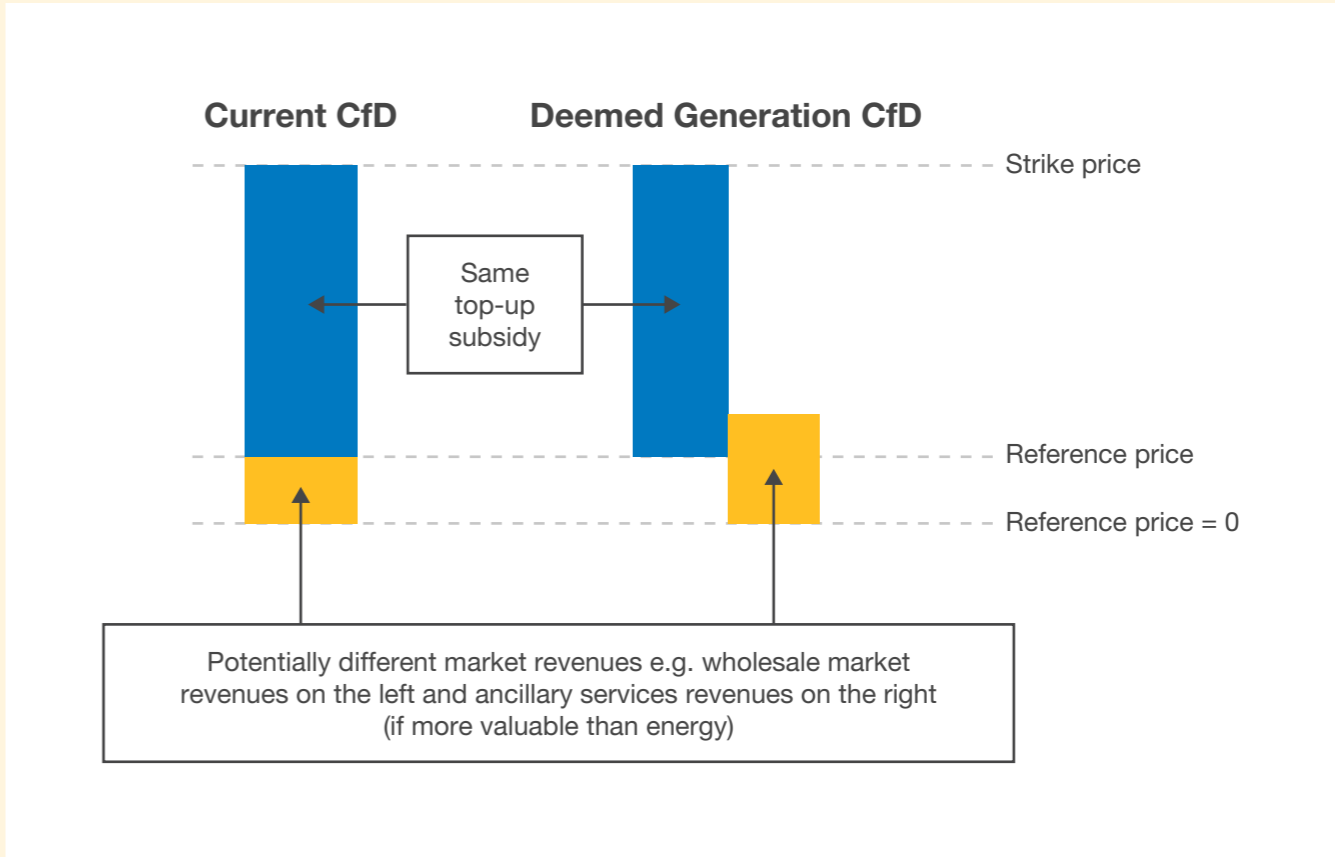 Current CfD
Deemed Generation CfD
Strike price
Same
top-up
subsidy
Reference price
Reference price = 0
Potentially different market revenues e.g. wholesale market
revenues on the left and ancillary services revenues on the right
(if more valuable than energy)